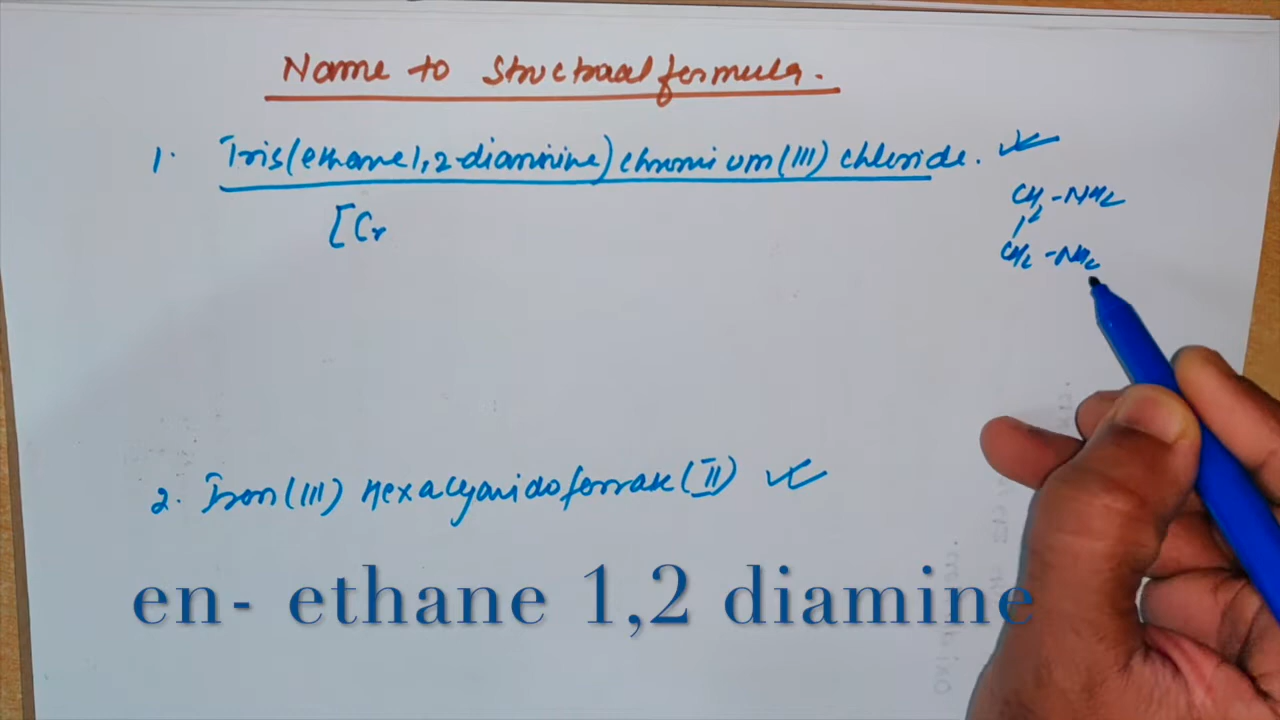 Name to Structural formula.
1. Tris(ethane1,2-diaminine) chromium(III) chloride.
CH2-NH2
[Cr
CH2-NH2
2. Iron(III) Hexacyanidoferrate(II)
en- ethane 1,2 diamine